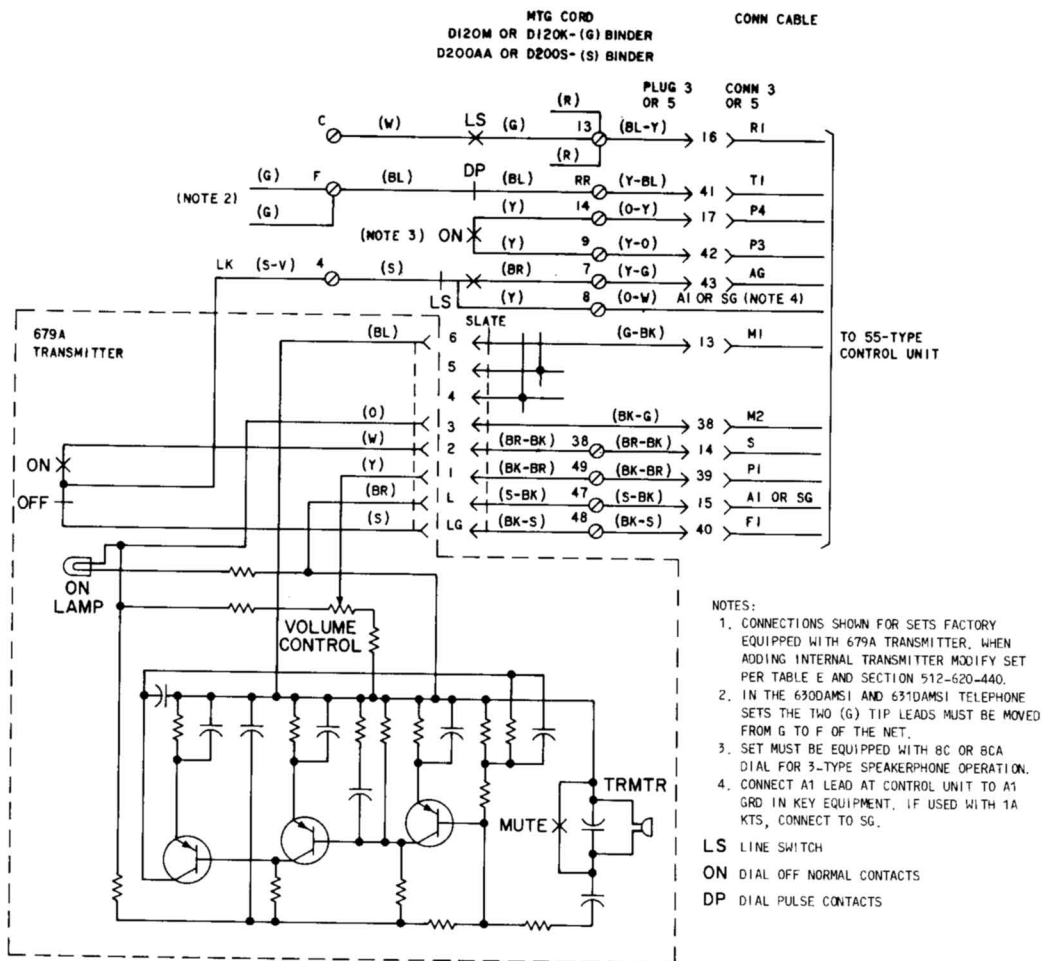 MTG CORD
D120M OR D120K-(G) BINDER
D200AA OR D200S-(S) BINDER
CONN CABLE
PLUG 3 OR 5
CONN 3 OR 5
(R)
C (W) LS (G) 13 (BL-Y) 16 R1
(R)
(NOTE 2) (G) F (BL) DP (BL) RR (Y-BL) 41 T1
(G)
(Y) 14 (O-Y) 17 P4
(NOTE 3) ON
(Y) 9 (Y-O) 42 P3
LK (S-V) 4 (S) LS (BR) 7 (Y-G) 43 AG
(Y) 8 (O-W) A1 OR SG (NOTE 4)
SLATE
679A
TRANSMITTER
(BL) 6 (G-BK) 13 M1
TO 55-TYPE
CONTROL UNIT
5
4
(O) 3 (BK-G) 38 M2
(W) 2 (BR-BK) 38 (BR-BK) 14 S
ON
(Y) 1 (BK-BR) 49 (BK-BR) 39 P1
OFF
(BR) L (S-BK) 47 (S-BK) 15 A1 OR SG
(S) LG (BK-S) 48 (BK-S) 40 F1
ON
LAMP
VOLUME
CONTROL
TRMTR
MUTE
NOTES:
1. CONNECTIONS SHOWN FOR SETS FACTORY
EQUIPPED WITH 679A TRANSMITTER. WHEN
ADDING INTERNAL TRANSMITTER MODIFY SET
PER TABLE E AND SECTION 512-620-440.
2. IN THE 630DAMS1 AND 631DAMS1 TELEPHONE
SETS THE TWO (G) TIP LEADS MUST BE MOVED
FROM G TO F OF THE NET.
3. SET MUST BE EQUIPPED WITH 8C OR 8CA
DIAL FOR 3-TYPE SPEAKERPHONE OPERATION.
4. CONNECT A1 LEAD AT CONTROL UNIT TO A1
GRD IN KEY EQUIPMENT. IF USED WITH 1A
KTS, CONNECT TO SG.
LS LINE SWITCH
ON DIAL OFF NORMAL CONTACTS
DP DIAL PULSE CONTACTS